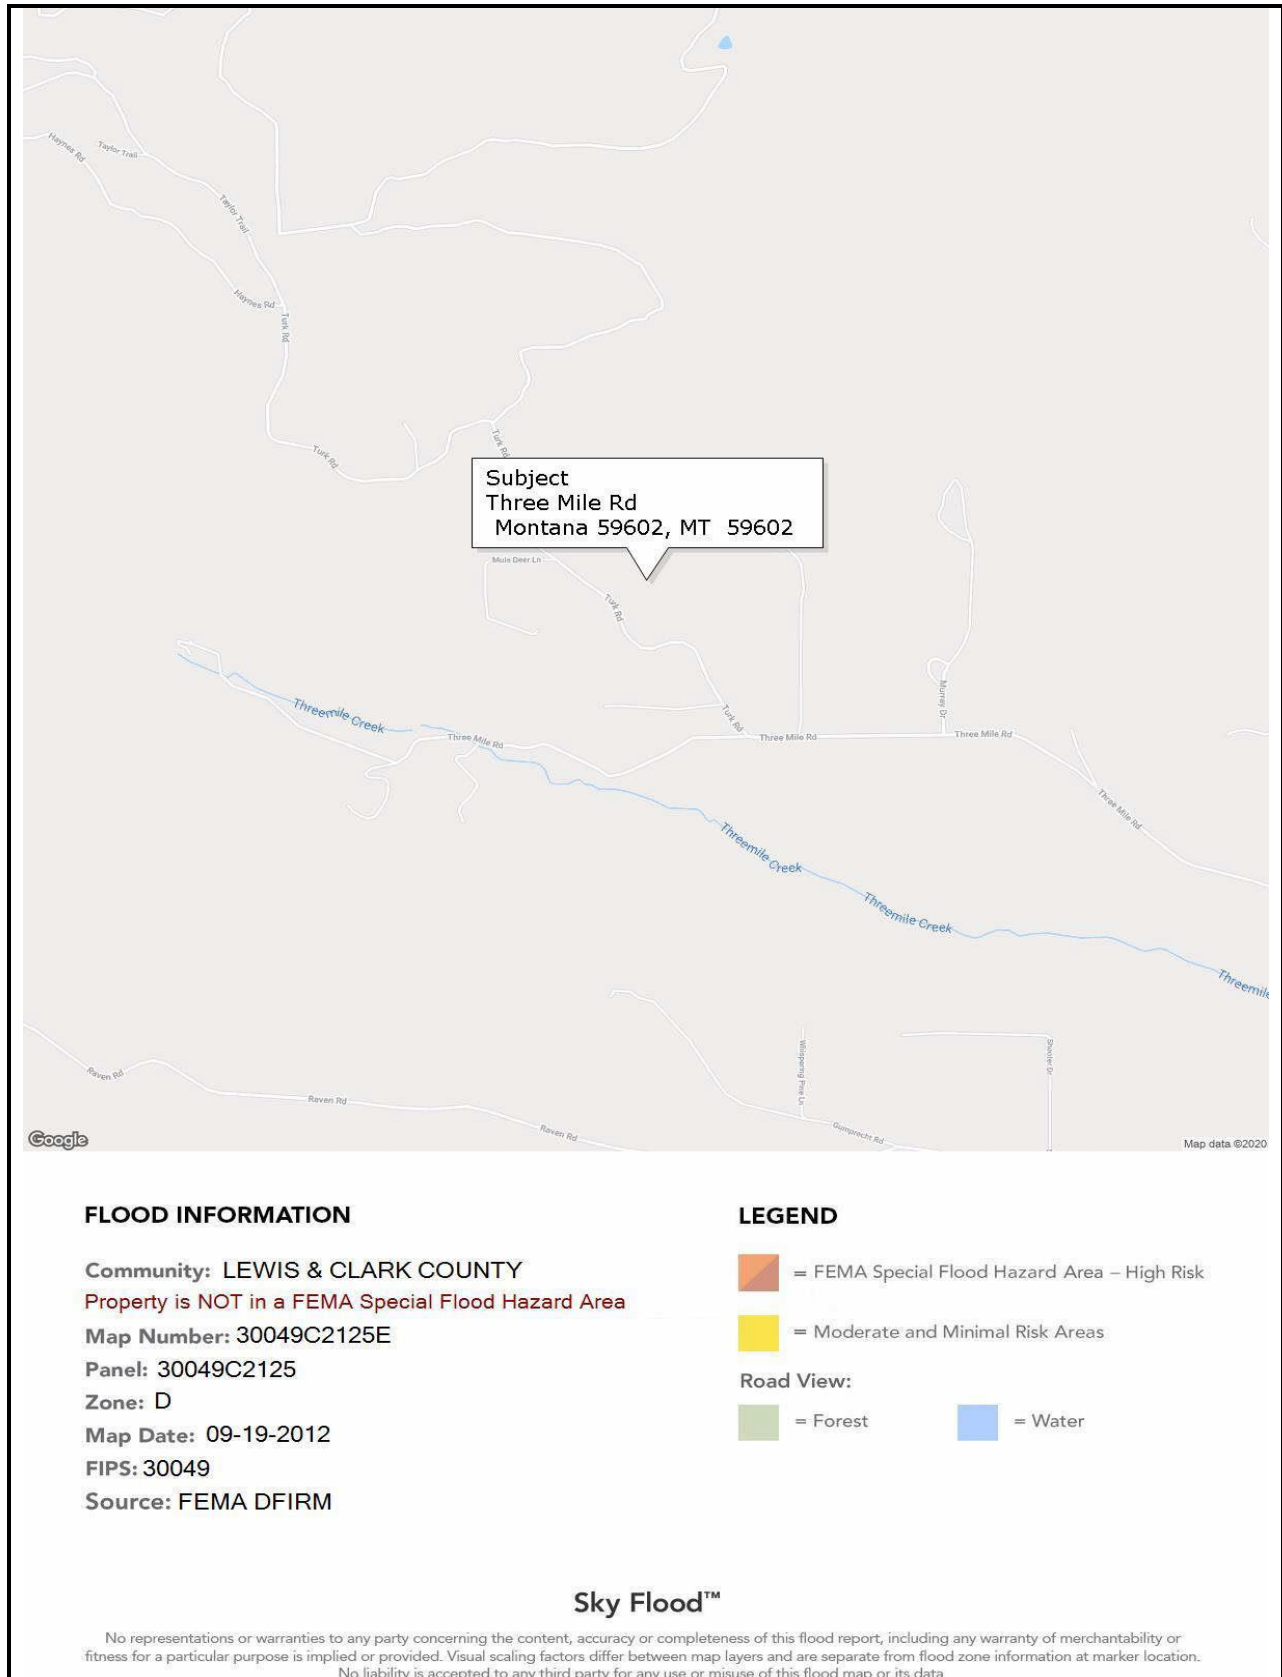 Haynes Rd
Taylor Trail
Taylor Trail
Haynes Rd
Turk Rd
Turk Rd
Turk Rd
Subject
Three Mile Rd
Montana 59602, MT 59602
Mule Deer Ln
Turk Rd
Threemile Creek
Three Mile Rd
Turk Rd
Three Mile Rd
Murray Dr
Three Mile Rd
Three Mile Rd
Threemile Creek
Threemile Creek
Threemile
Raven Rd
Raven Rd
Raven Rd
Whispering Pine Ln
Gumprecht Rd
Shooter Dr
Google
Map data ©2020
FLOOD INFORMATION
Community: LEWIS & CLARK COUNTY
Property is NOT in a FEMA Special Flood Hazard Area
Map Number: 30049C2125E
Panel: 30049C2125
Zone: D
Map Date: 09-19-2012
FIPS: 30049
Source: FEMA DFIRM
LEGEND
= FEMA Special Flood Hazard Area – High Risk
= Moderate and Minimal Risk Areas
Road View:
= Forest
= Water
Sky Flood™
No representations or warranties to any party concerning the content, accuracy or completeness of this flood report, including any warranty of merchantability or
fitness for a particular purpose is implied or provided. Visual scaling factors differ between map layers and are separate from flood zone information at marker location.
No liability is accepted to any third party for any use or misuse of this flood map or its data